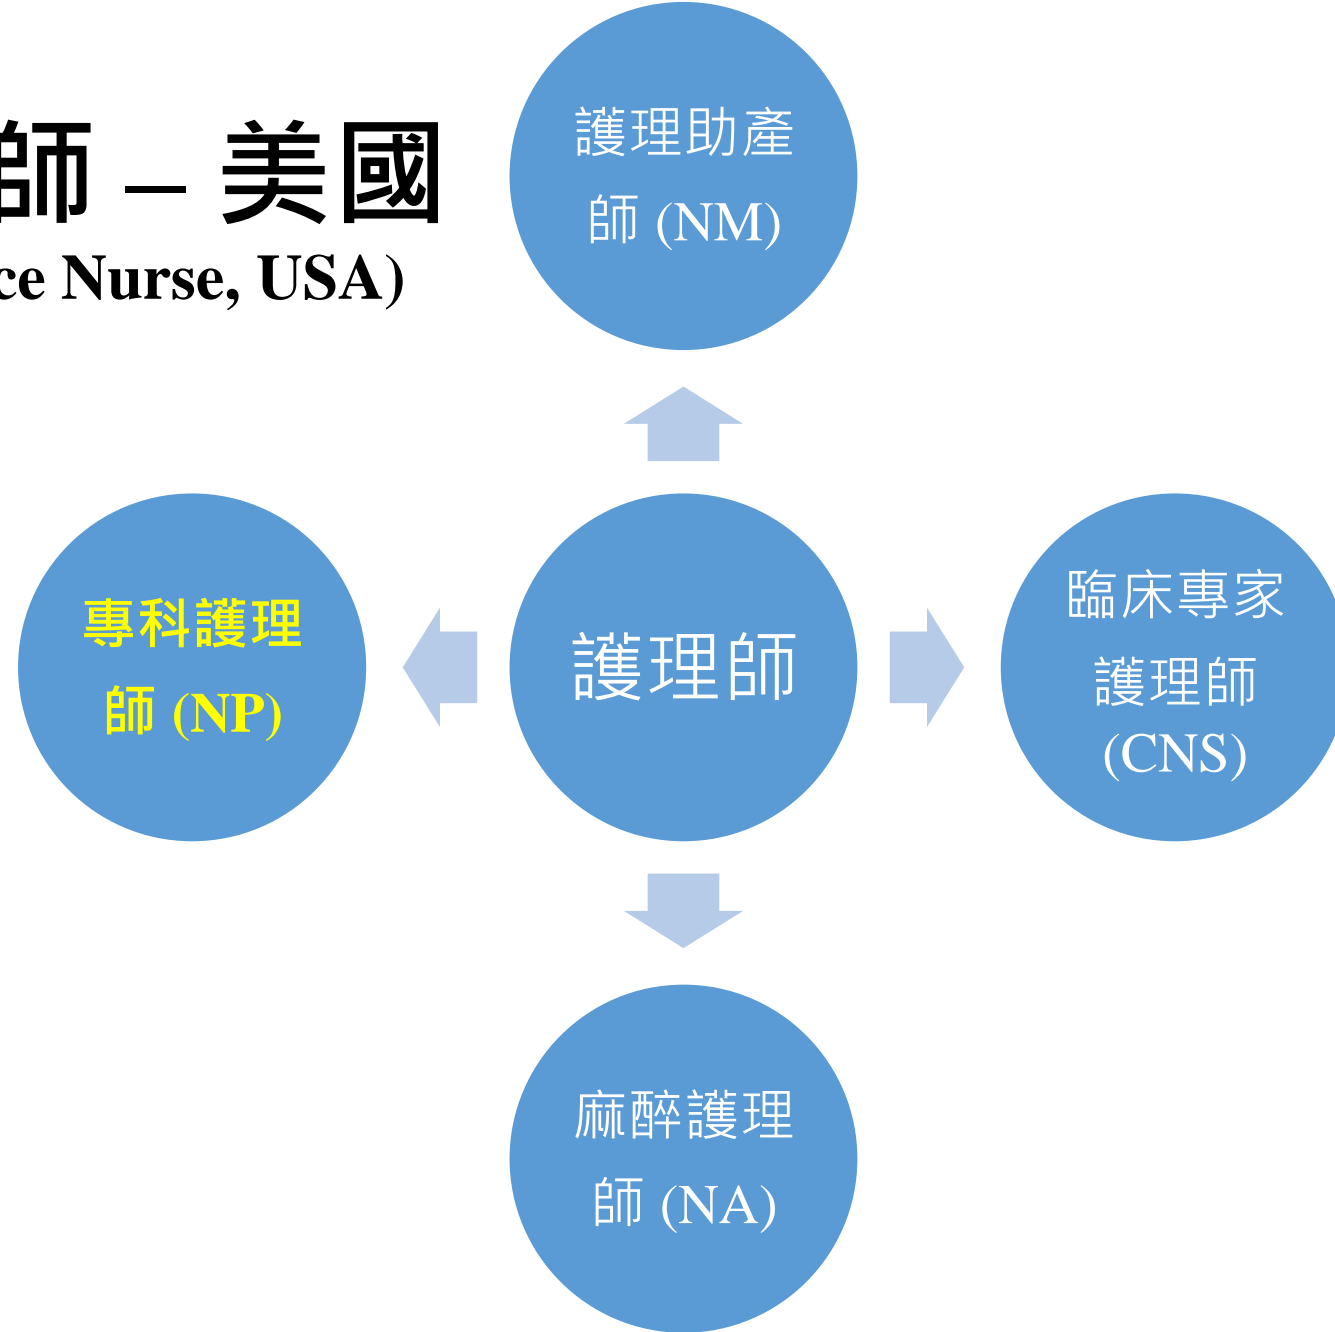 師 – 美國
ce Nurse, USA)
護理助產
師 (NM)
專科護理
師 (NP)
護理師
臨床專家
護理師
(CNS)
麻醉護理
師 (NA)